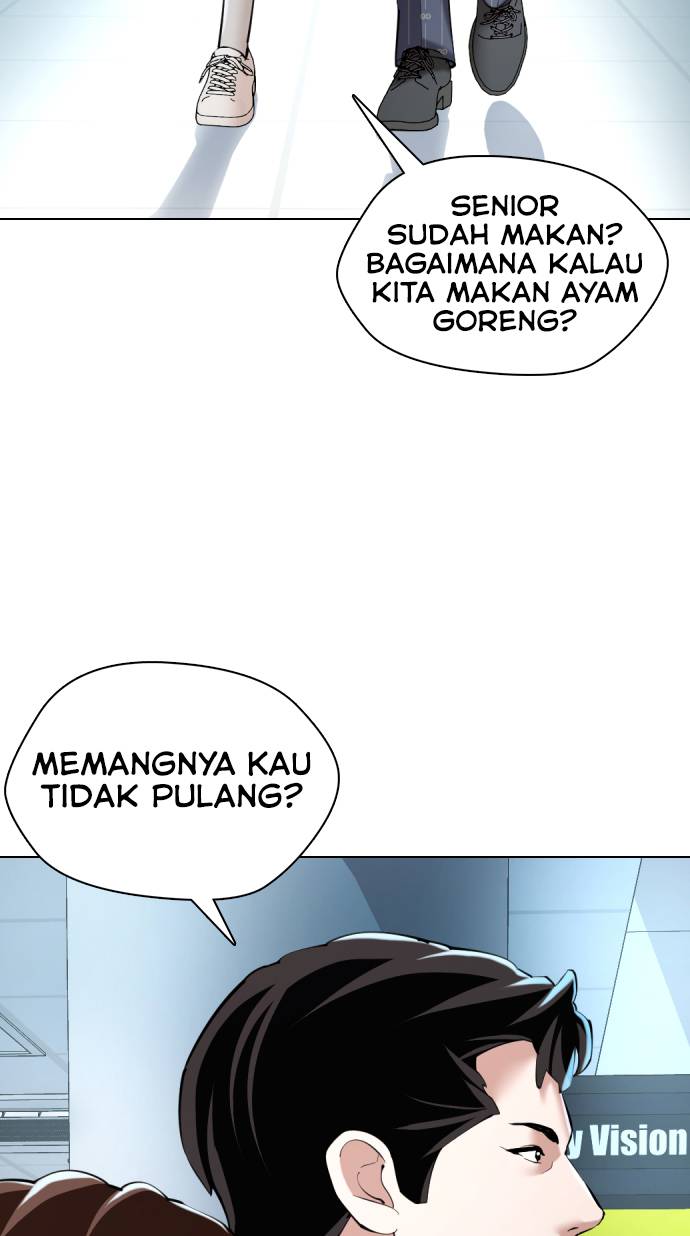 SENIOR
SUDAH MAKAN?
BAGAIMANA KALAU
KITA MAKAN AYAM
GORENG?
MEMANGNYA KAU
TIDAK PULANG?
y Vision